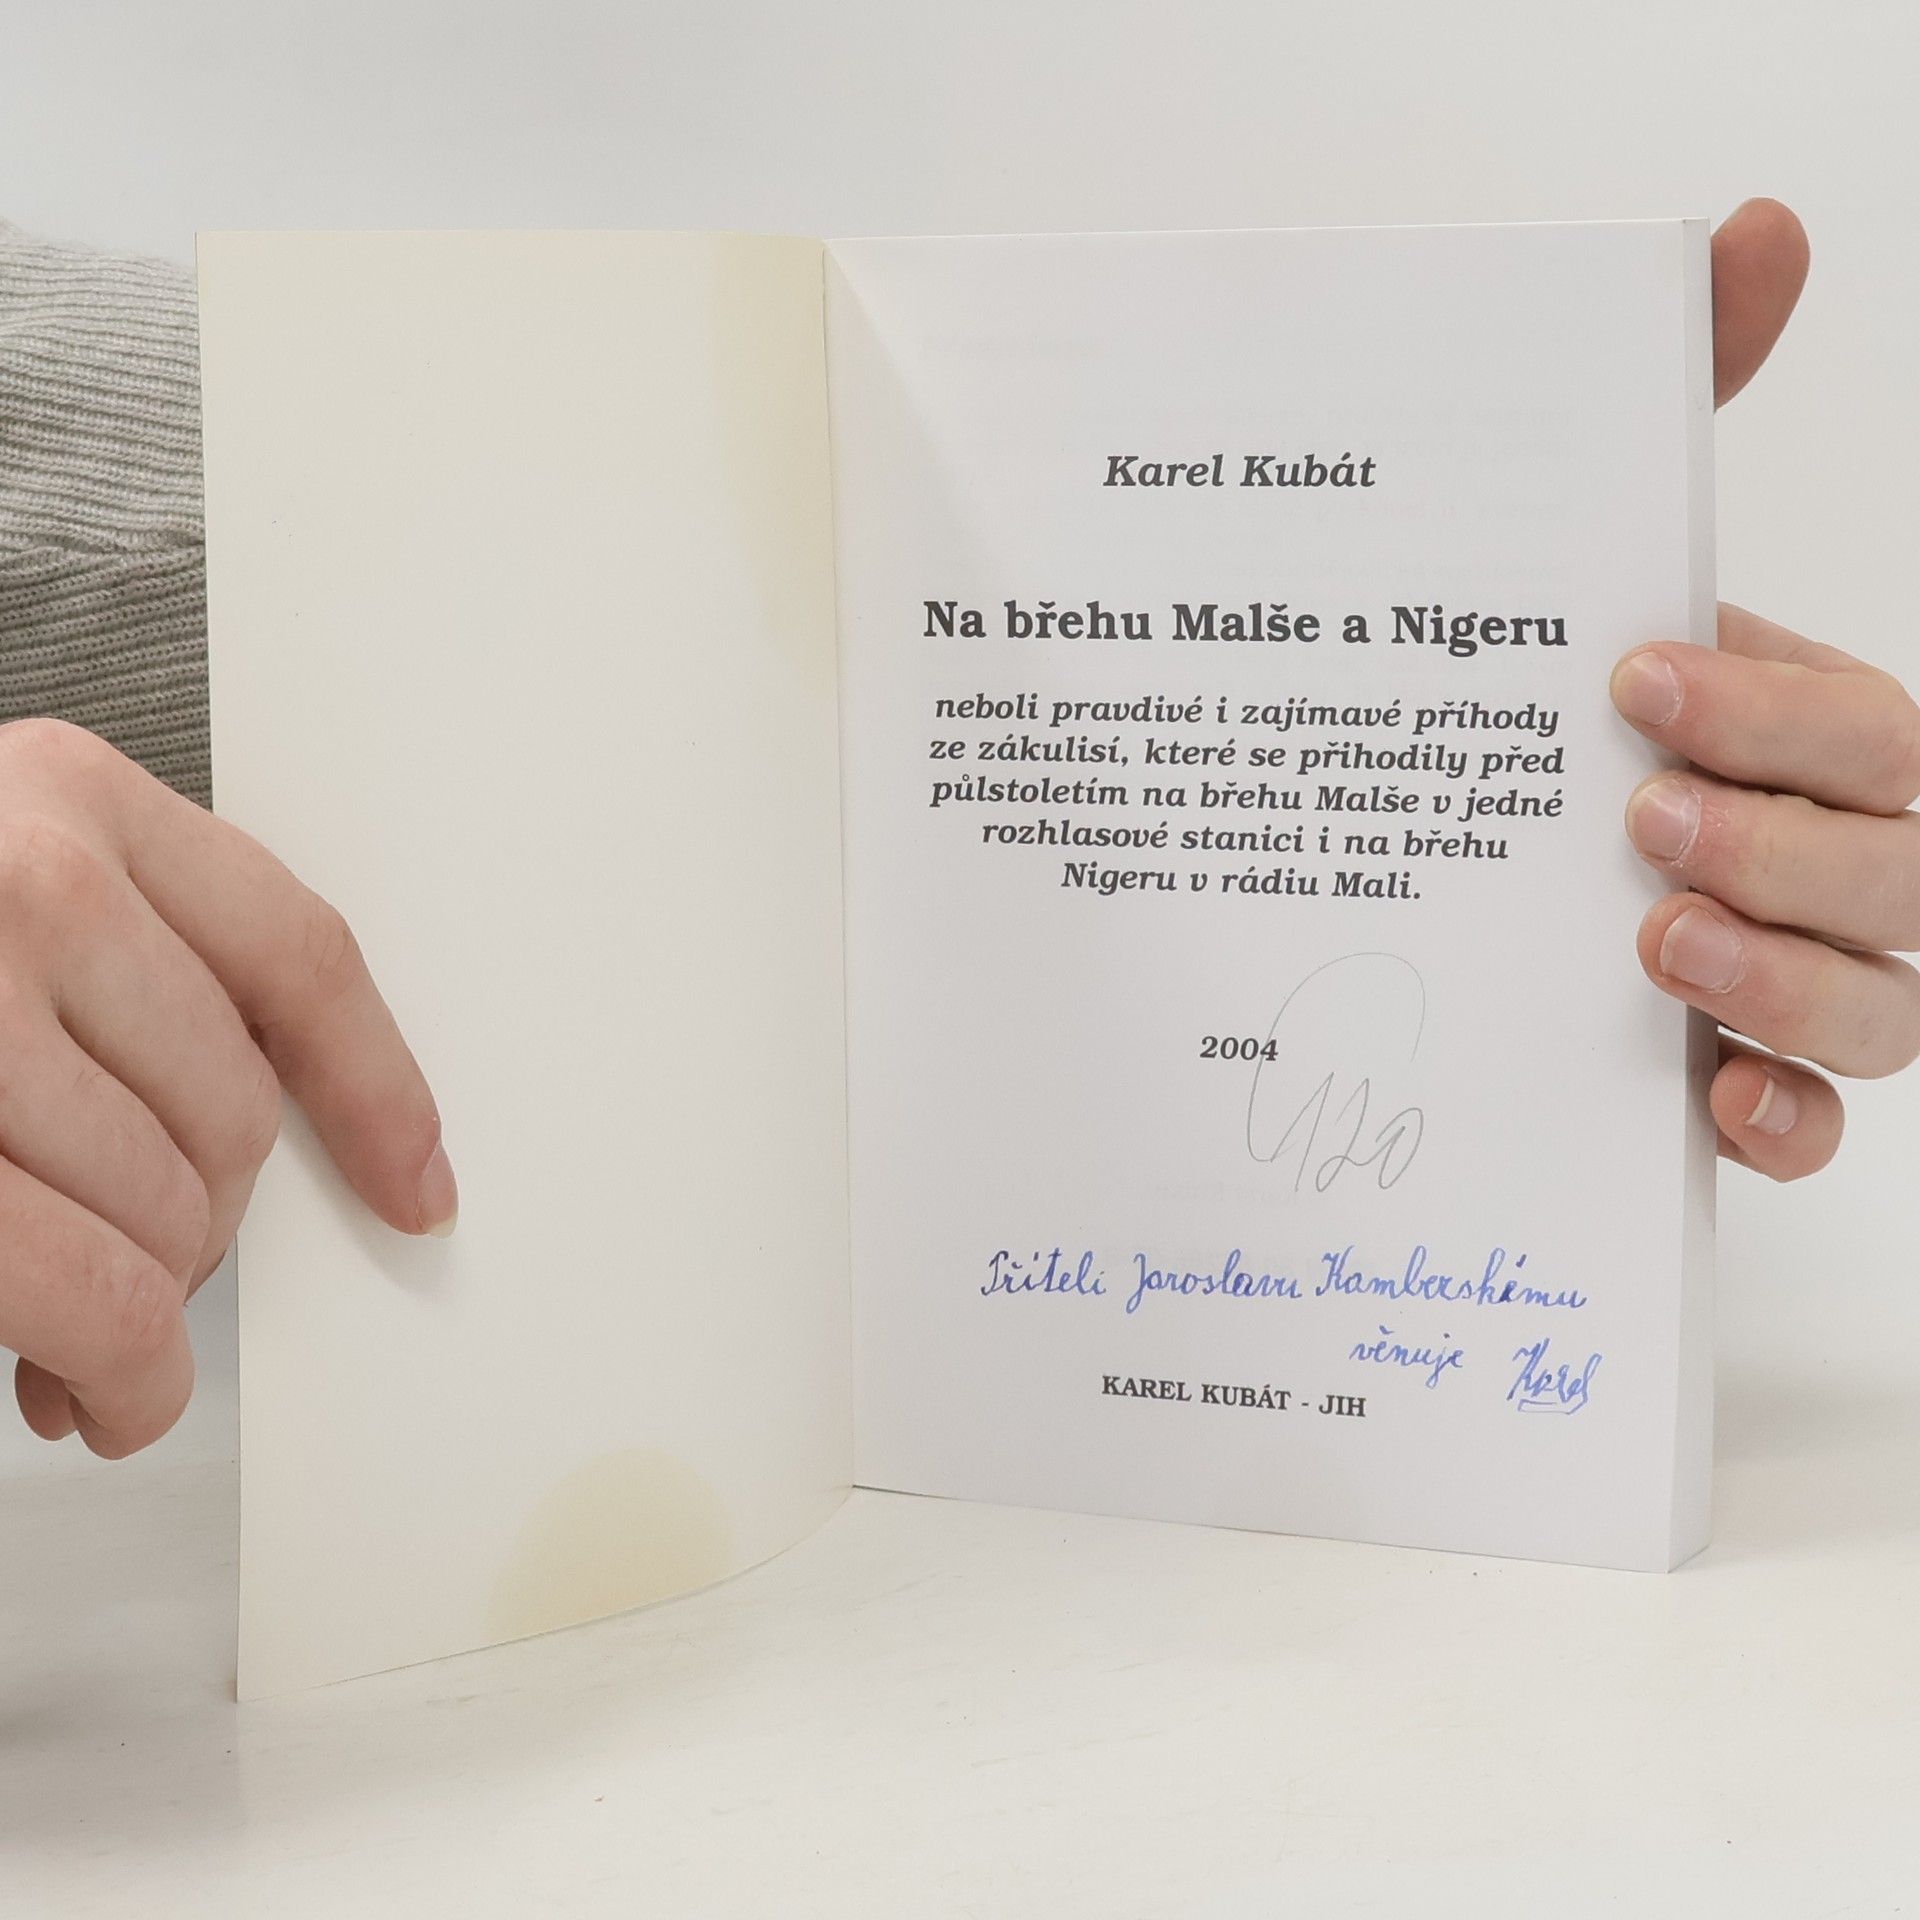 Karel Kubát
Na břehu Malše a Nigeru
neboli pravdivé i zajímavé příhody
ze zákulisí, které se přihodily před
půlstoletím na břehu Malše v jedné
rozhlasové stanici i na břehu
Nigeru v rádiu Mali.
2004
120
Příteli Jaroslavu Kamberskému
věnuje Karel
KAREL KUBÁT - JIH